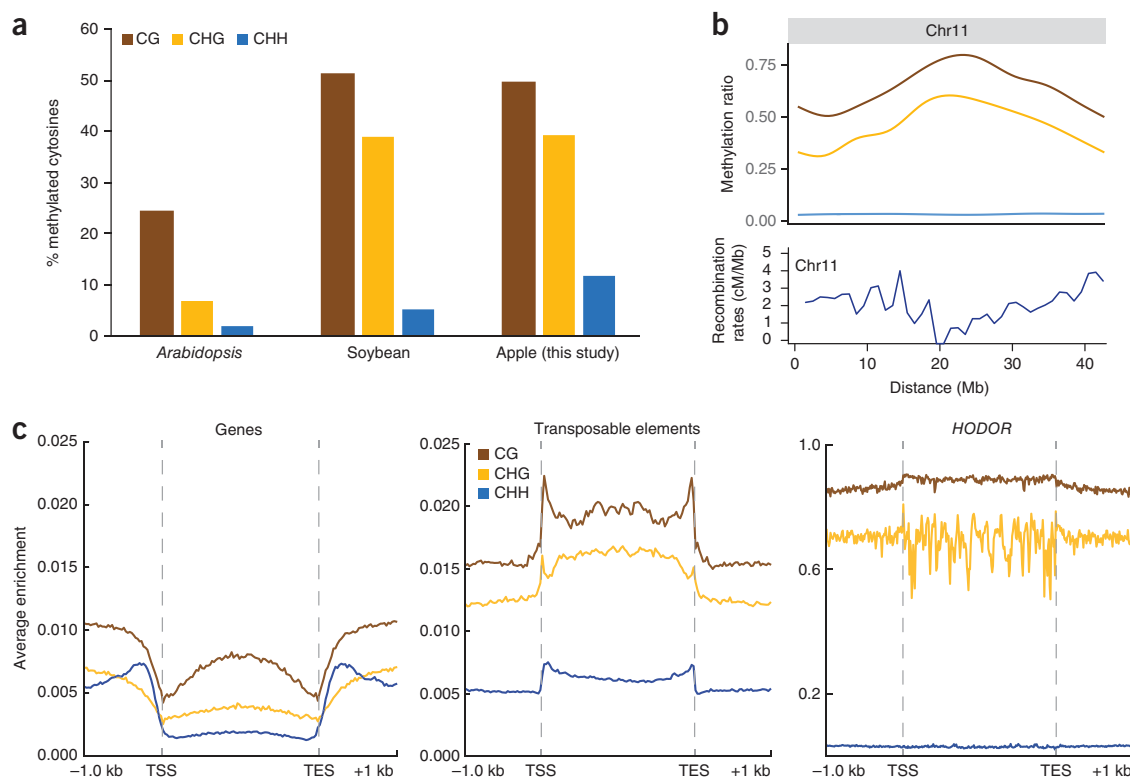 a
CG CHG CHH
% methylated cytosines
60
50
40
30
20
10
0
Arabidopsis Soybean Apple (this study)
b
Chr11
Methylation ratio
0.75
0.50
0.25
0.00
Recombination
rates (cM/Mb)
Chr11
5
4
3
2
1
0
0 10 20 30 40
Distance (Mb)
c
Genes
Average enrichment
0.025
0.020
0.015
0.010
0.005
0.000
–1.0 kb TSS TES +1 kb
Transposable elements
CG
CHG
CHH
0.025
0.020
0.015
0.010
0.005
0.000
–1.0 kb TSS TES +1 kb
HODOR
1.0
0.6
0.2
–1.0 kb TSS TES +1 kb